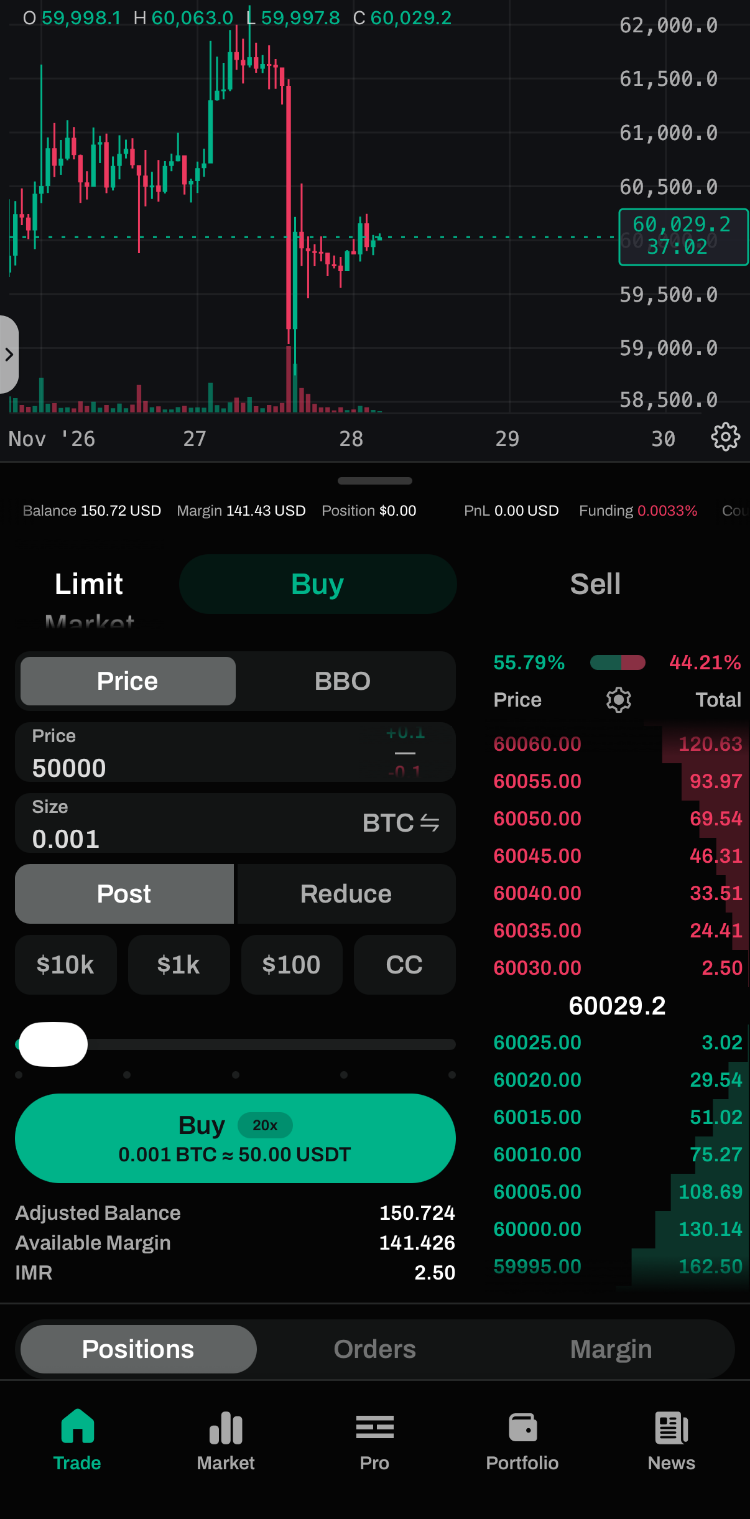 O 59,998.1 H 60,063.0 L 59,997.8 C 60,029.2
62,000.0
61,500.0
61,000.0
60,500.0
60,029.2
37:02
59,500.0
59,000.0
58,500.0
Nov '26 27 28 29 30
Balance 150.72 USD Margin 141.43 USD Position $0.00 PnL 0.00 USD Funding 0.0033% Cou
Limit Buy Sell
Market
Price BBO
55.79% 44.21%
Price Total
Price +0.1
50000 -0.1
Size
0.001 BTC
Post Reduce
$10k $1k $100 CC
60060.00 120.63
60055.00 93.97
60050.00 69.54
60045.00 46.31
60040.00 33.51
60035.00 24.41
60030.00 2.50
60029.2
60025.00 3.02
60020.00 29.54
60015.00 51.02
60010.00 75.27
60005.00 108.69
60000.00 130.14
59995.00 162.50
Buy 20x
0.001 BTC ≈ 50.00 USDT
Adjusted Balance 150.724
Available Margin 141.426
IMR 2.50
Positions Orders Margin
Trade Market Pro Portfolio News